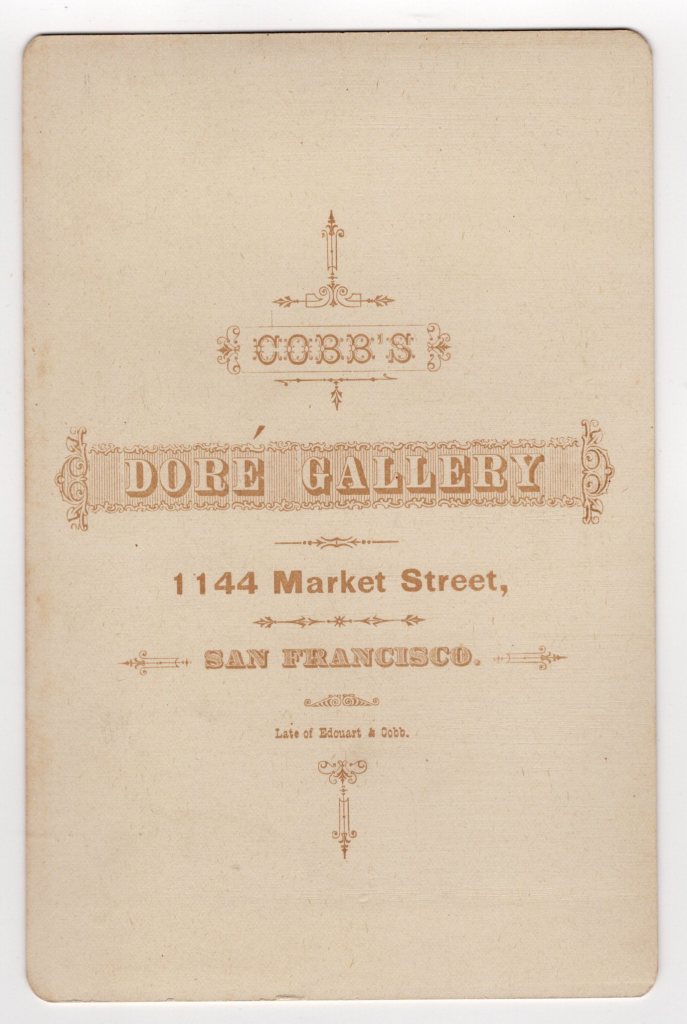 COBB'S
DORÉ GALLERY
1144 Market Street,
SAN FRANCISCO.
Late of Edouart & Cobb.